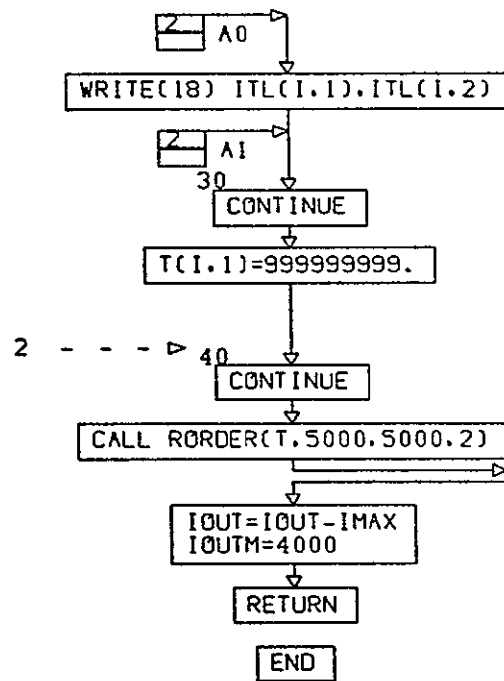 2 A0
WRITE(18) ITL(I.1).ITL(I.2)
2 AI
30
CONTINUE
T(I.1)=999999999.
2 - - -
40
CONTINUE
CALL RORDER(T.5000.5000.2)
IOUT=IOUT-IMAX
IOUTM=4000
RETURN
END